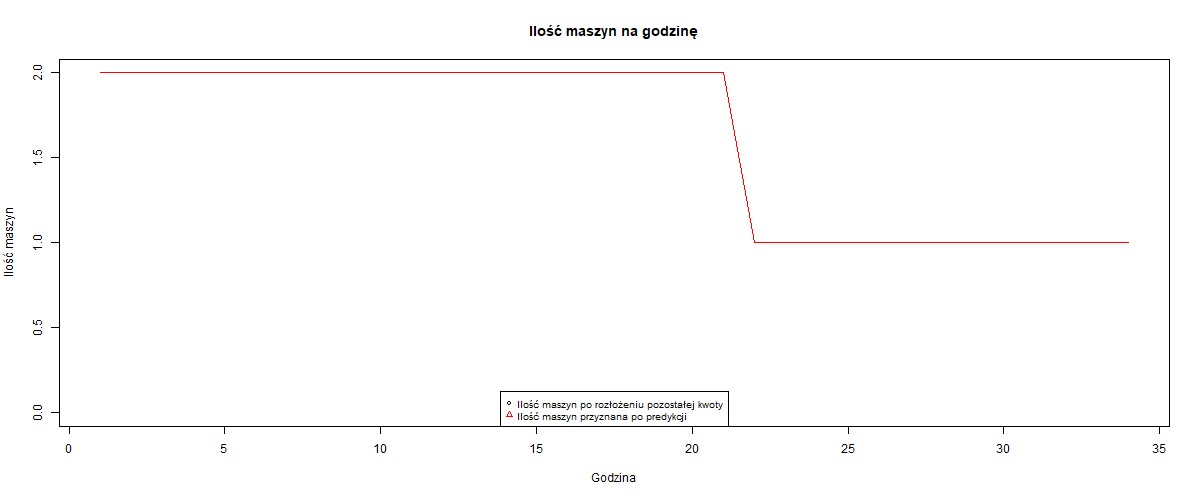 Ilość maszyn na godzinę
Ilość maszyn
2.0
1.5
1.0
0.5
0.0
Ilość maszyn po rozłożeniu pozostałej kwoty
Ilość maszyn przyznana po predykcji
0 5 10 15 20 25 30 35
Godzina